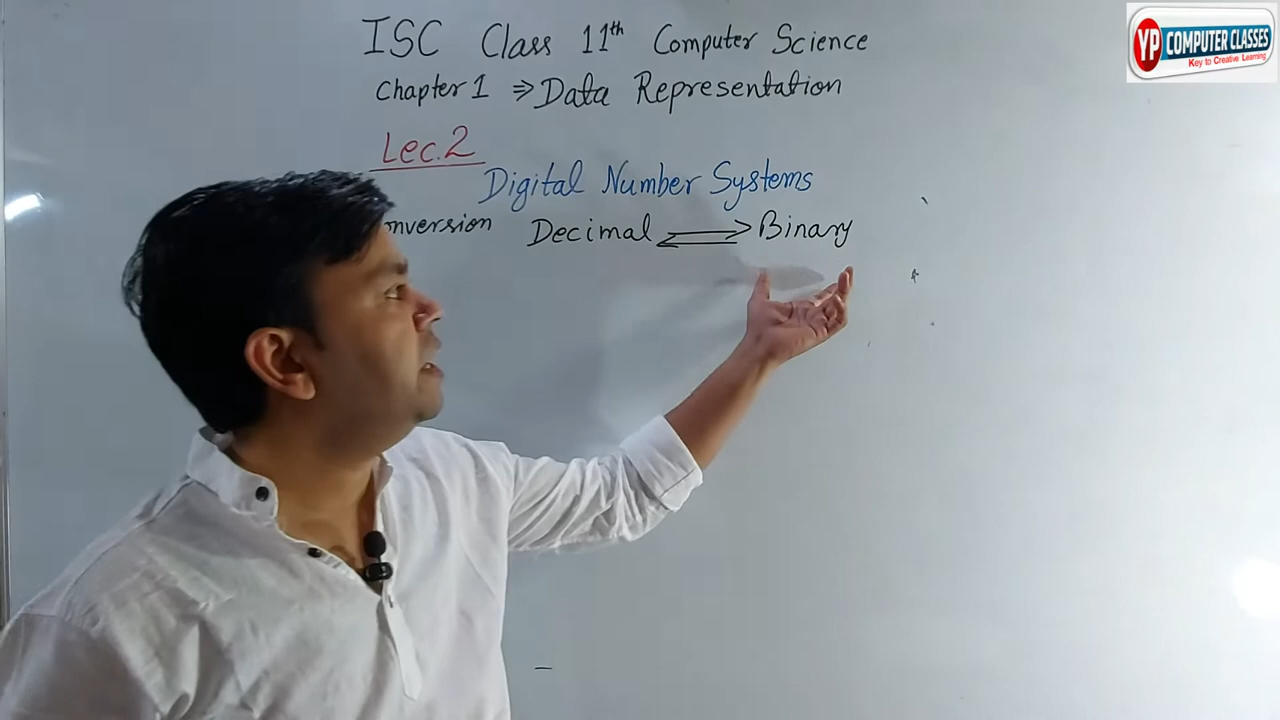 ISC Class 11th Computer Science
Chapter 1 ⇒ Data Representation
Lec. 2
Digital Number Systems
nversion Decimal ⇌ Binary
YP COMPUTER CLASSES
Key to Creative Learning